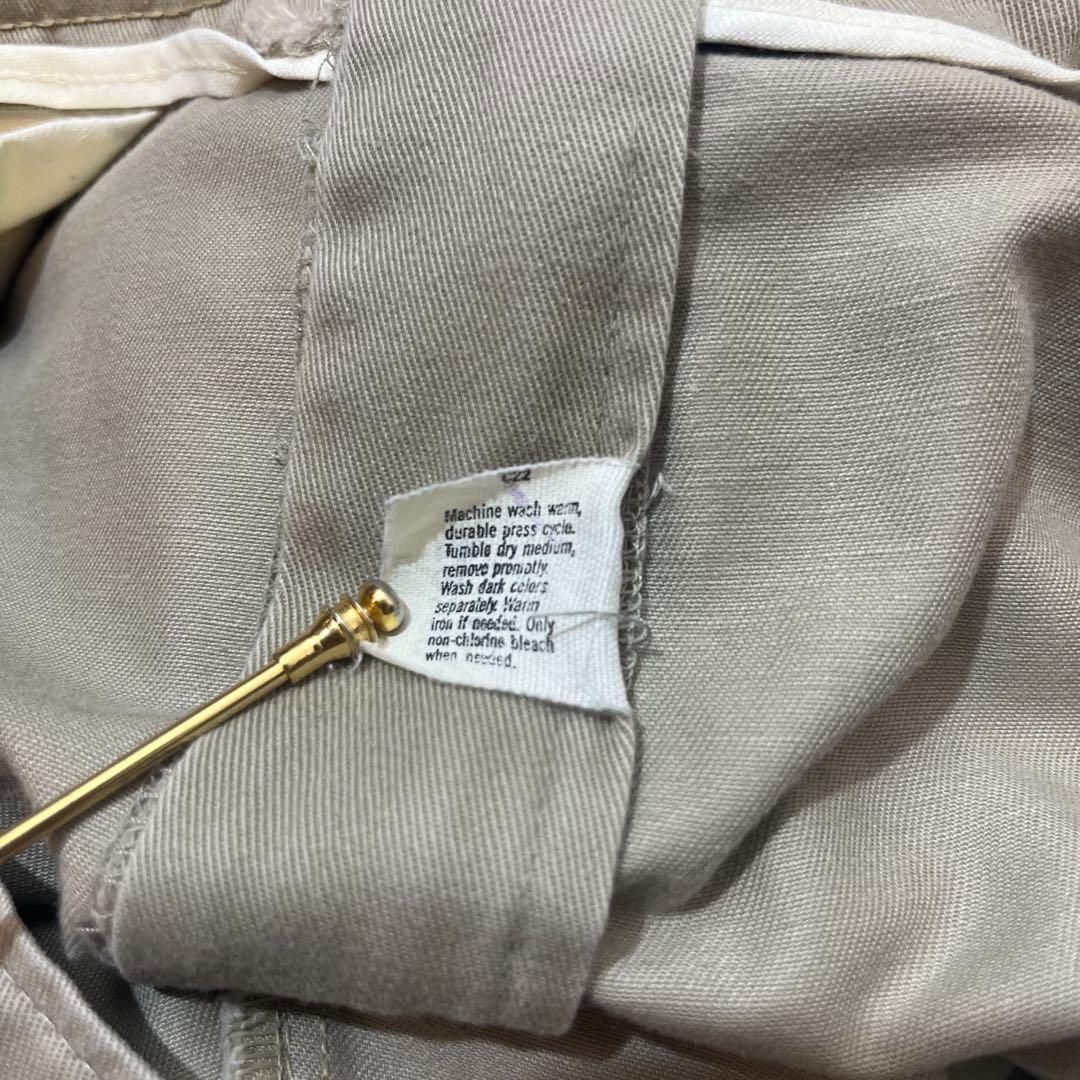 C22
Machine wash warm,
durable press cycle.
Tumble dry medium,
remove promptly.
Wash dark colors
separately. Warm
iron if needed. Only
non-chlorine bleach
when needed.